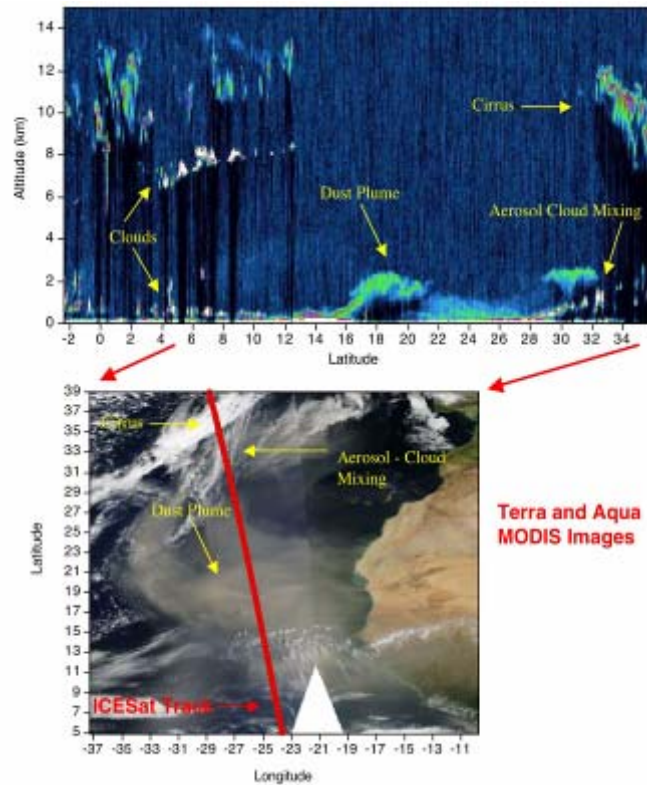 14
12
10
8
6
4
2
0
Altitude (km)
Cirrus
Dust Plume
Aerosol Cloud Mixing
Clouds
-2 0 2 4 6 8 10 12 14 16 18 20 22 24 26 28 30 32 34
Latitude
39
37
35
33
31
29
27
25
23
21
19
17
15
13
11
9
7
5
Latitude
Cirrus
Aerosol - Cloud
Mixing
Dust Plume
ICESat Track
Terra and Aqua
MODIS Images
-37 -35 -33 -31 -29 -27 -26 -23 -21 -19 -17 -15 -13 -11
Longitude